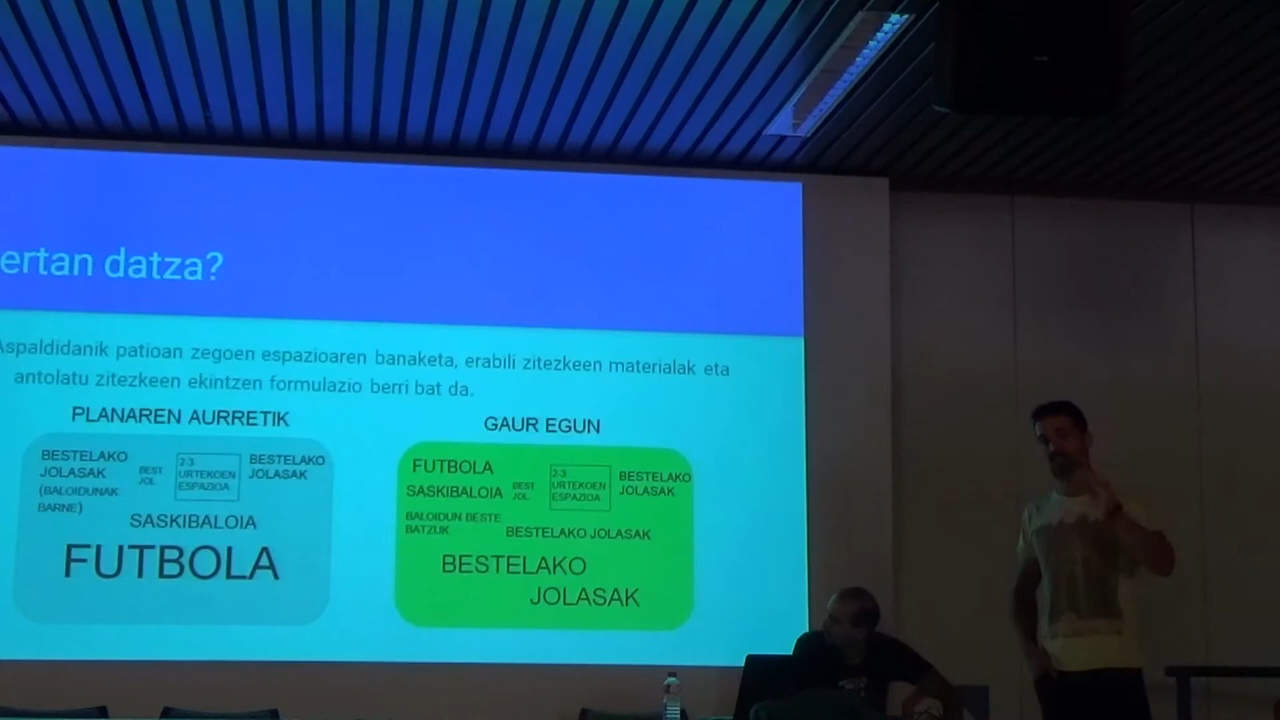 ertan datza?
Aspaldidanik patioan zegoen espazioaren banaketa, erabili zitezkeen materialak eta
antolatu zitezkeen ekintzen formulazio berri bat da.
PLANAREN AURRETIK
BESTELAKO
JOLASAK
(BALOIDUNAK
BARNE)
BEST
JOL.
2-3
URTEKOEN
ESPAZIOA
BESTELAKO
JOLASAK
SASKIBALOIA
FUTBOLA
GAUR EGUN
FUTBOLA
SASKIBALOIA
BEST
JOL.
2-3
URTEKOEN
ESPAZIOA
BESTELAKO
JOLASAK
BALOIDUN BESTE
BATZUK
BESTELAKO JOLASAK
BESTELAKO
JOLASAK